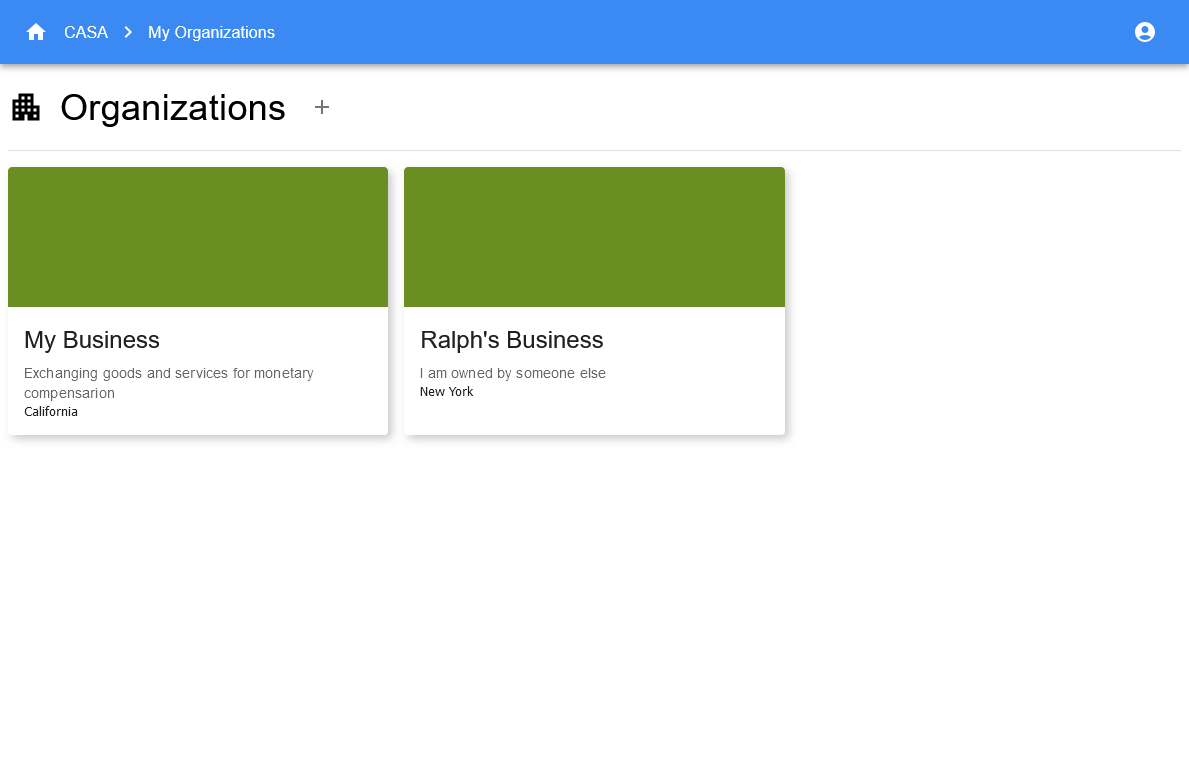 CASA My Organizations
Organizations
My Business
Exchanging goods and services for monetary
compensarion
California
Ralph's Business
I am owned by someone else
New York